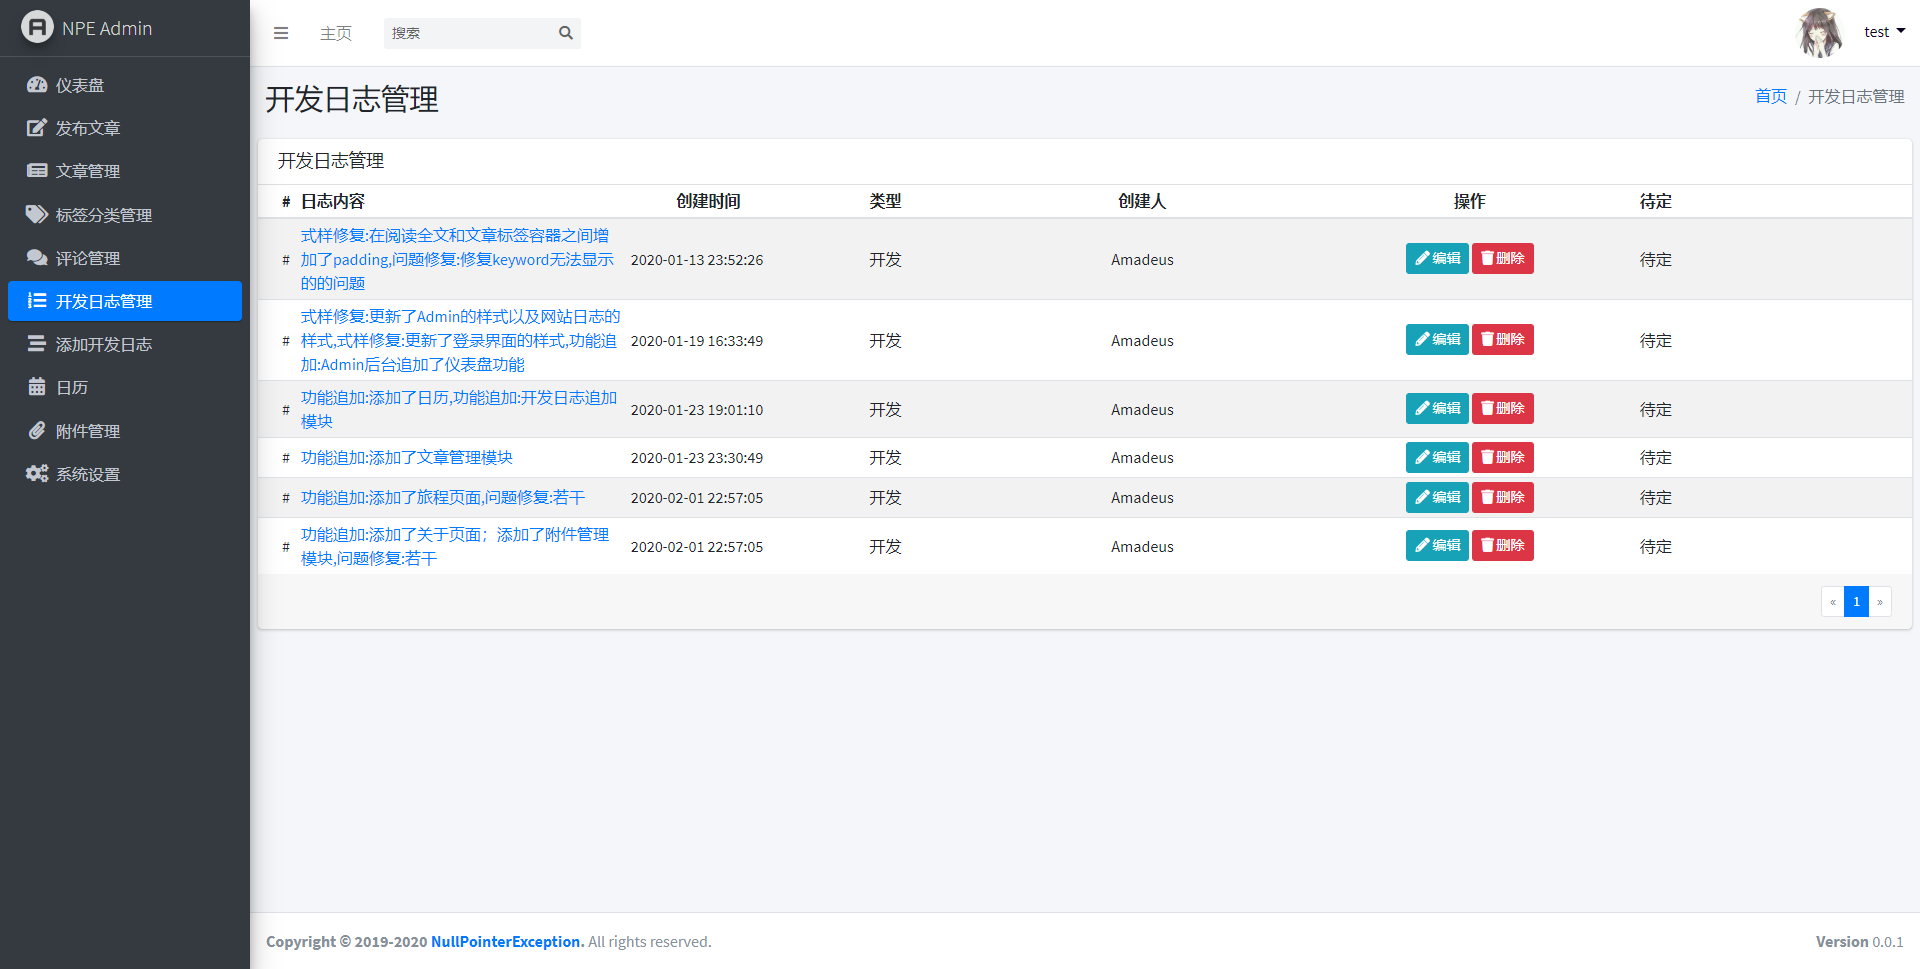 NPE Admin
主页
搜索
test
仪表盘
发布文章
文章管理
标签分类管理
评论管理
开发日志管理
添加开发日志
日历
附件管理
系统设置
开发日志管理
首页 / 开发日志管理
开发日志管理
# 日志内容 创建时间 类型 创建人 操作 待定
式样修复:在阅读全文和文章标签容器之间增
# 加了padding,问题修复:修复keyword无法显示 2020-01-13 23:52:26 开发 Amadeus 编辑 删除 待定
的的问题
式样修复:更新了Admin的样式以及网站日志的
# 样式,式样修复:更新了登录界面的样式,功能追 2020-01-19 16:33:49 开发 Amadeus 编辑 删除 待定
加:Admin后台追加了仪表盘功能
功能追加:添加了日历,功能追加:开发日志追加
# 2020-01-23 19:01:10 开发 Amadeus 编辑 删除 待定
模块
# 功能追加:添加了文章管理模块 2020-01-23 23:30:49 开发 Amadeus 编辑 删除 待定
# 功能追加:添加了旅程页面,问题修复:若干 2020-02-01 22:57:05 开发 Amadeus 编辑 删除 待定
功能追加:添加了关于页面；添加了附件管理
# 2020-02-01 22:57:05 开发 Amadeus 编辑 删除 待定
模块,问题修复:若干
« 1 »
Copyright © 2019-2020 NullPointerException. All rights reserved.
Version 0.0.1